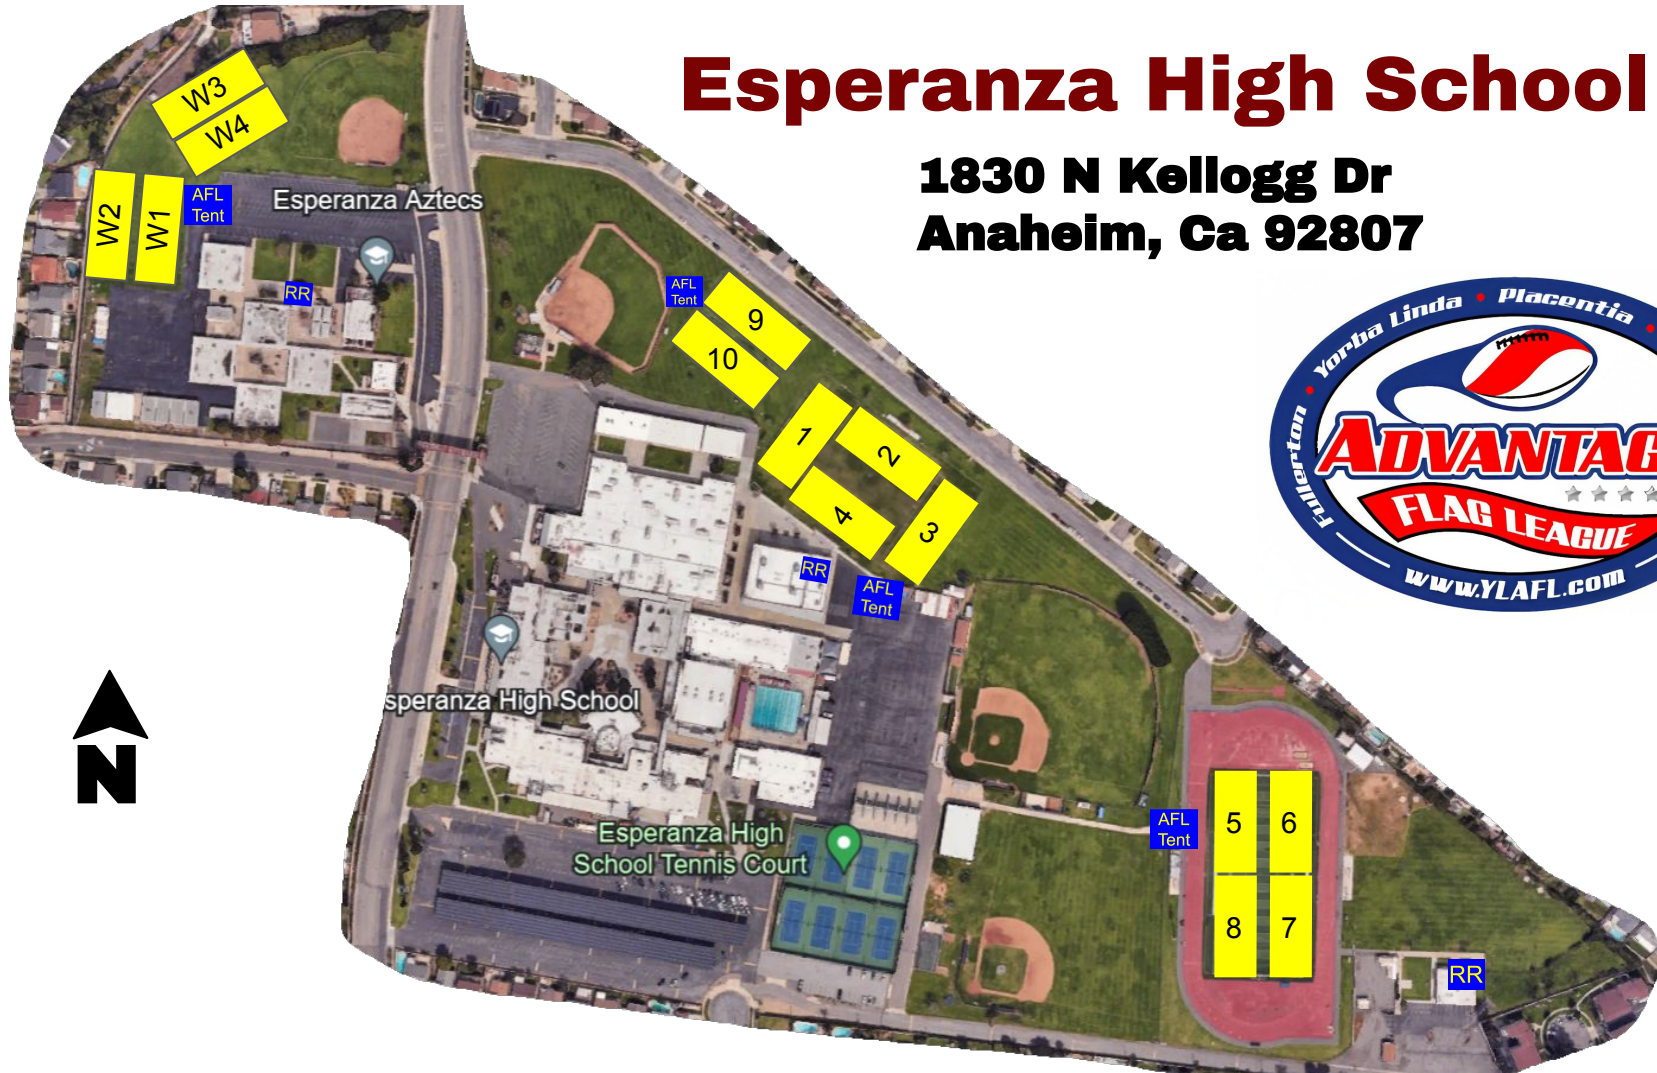 Esperanza High School
1830 N Kellogg Dr
Anaheim, Ca 92807
W3
W4
W2
W1
AFL
Tent
Esperanza Aztecs
RR
AFL
Tent
9
10
1
2
4
3
RR
AFL
Tent
speranza High School
Esperanza High
School Tennis Court
AFL
Tent
5
6
8
7
RR
N
Fullerton • Yorba Linda • Placentia •
ADVANTAG
FLAG LEAGUE
www.YLAFL.com